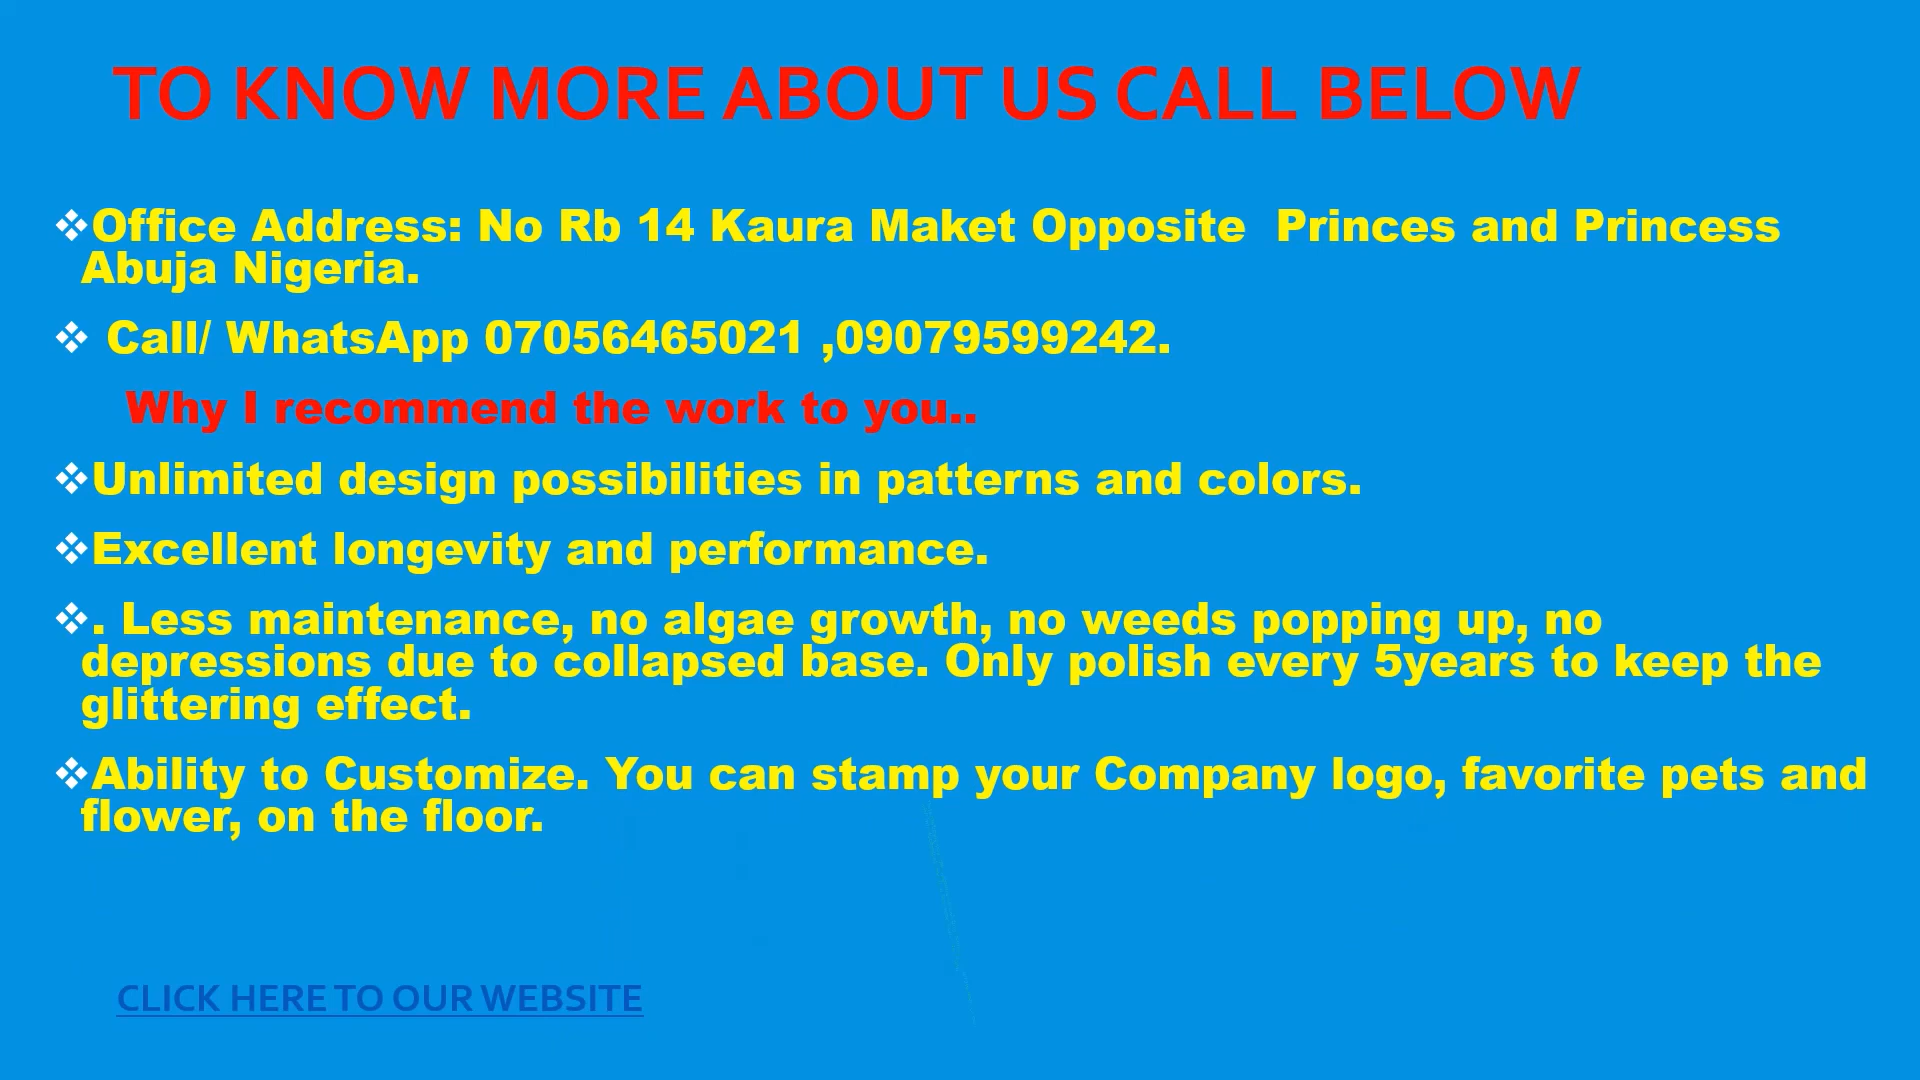 TO KNOW MORE ABOUT US CALL BELOW
❖Office Address: No Rb 14 Kaura Maket Opposite  Princes and Princess
Abuja Nigeria.
❖ Call/ WhatsApp 07056465021 ,09079599242.
Why I recommend the work to you..
❖Unlimited design possibilities in patterns and colors.
❖Excellent longevity and performance.
❖. Less maintenance, no algae growth, no weeds popping up, no
depressions due to collapsed base. Only polish every 5years to keep the
glittering effect.
❖Ability to Customize. You can stamp your Company logo, favorite pets and
flower, on the floor.
CLICK HERE TO OUR WEBSITE